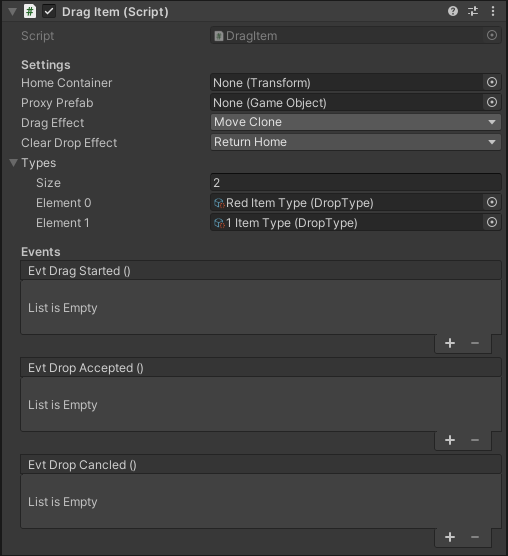 Drag Item (Script)
Script DragItem
Settings
Home Container None (Transform)
Proxy Prefab None (Game Object)
Drag Effect Move Clone
Clear Drop Effect Return Home
Types
Size 2
Element 0 Red Item Type (DropType)
Element 1 1 Item Type (DropType)
Events
Evt Drag Started ()
List is Empty
+ −
Evt Drop Accepted ()
List is Empty
+ −
Evt Drop Cancled ()
List is Empty
+ −